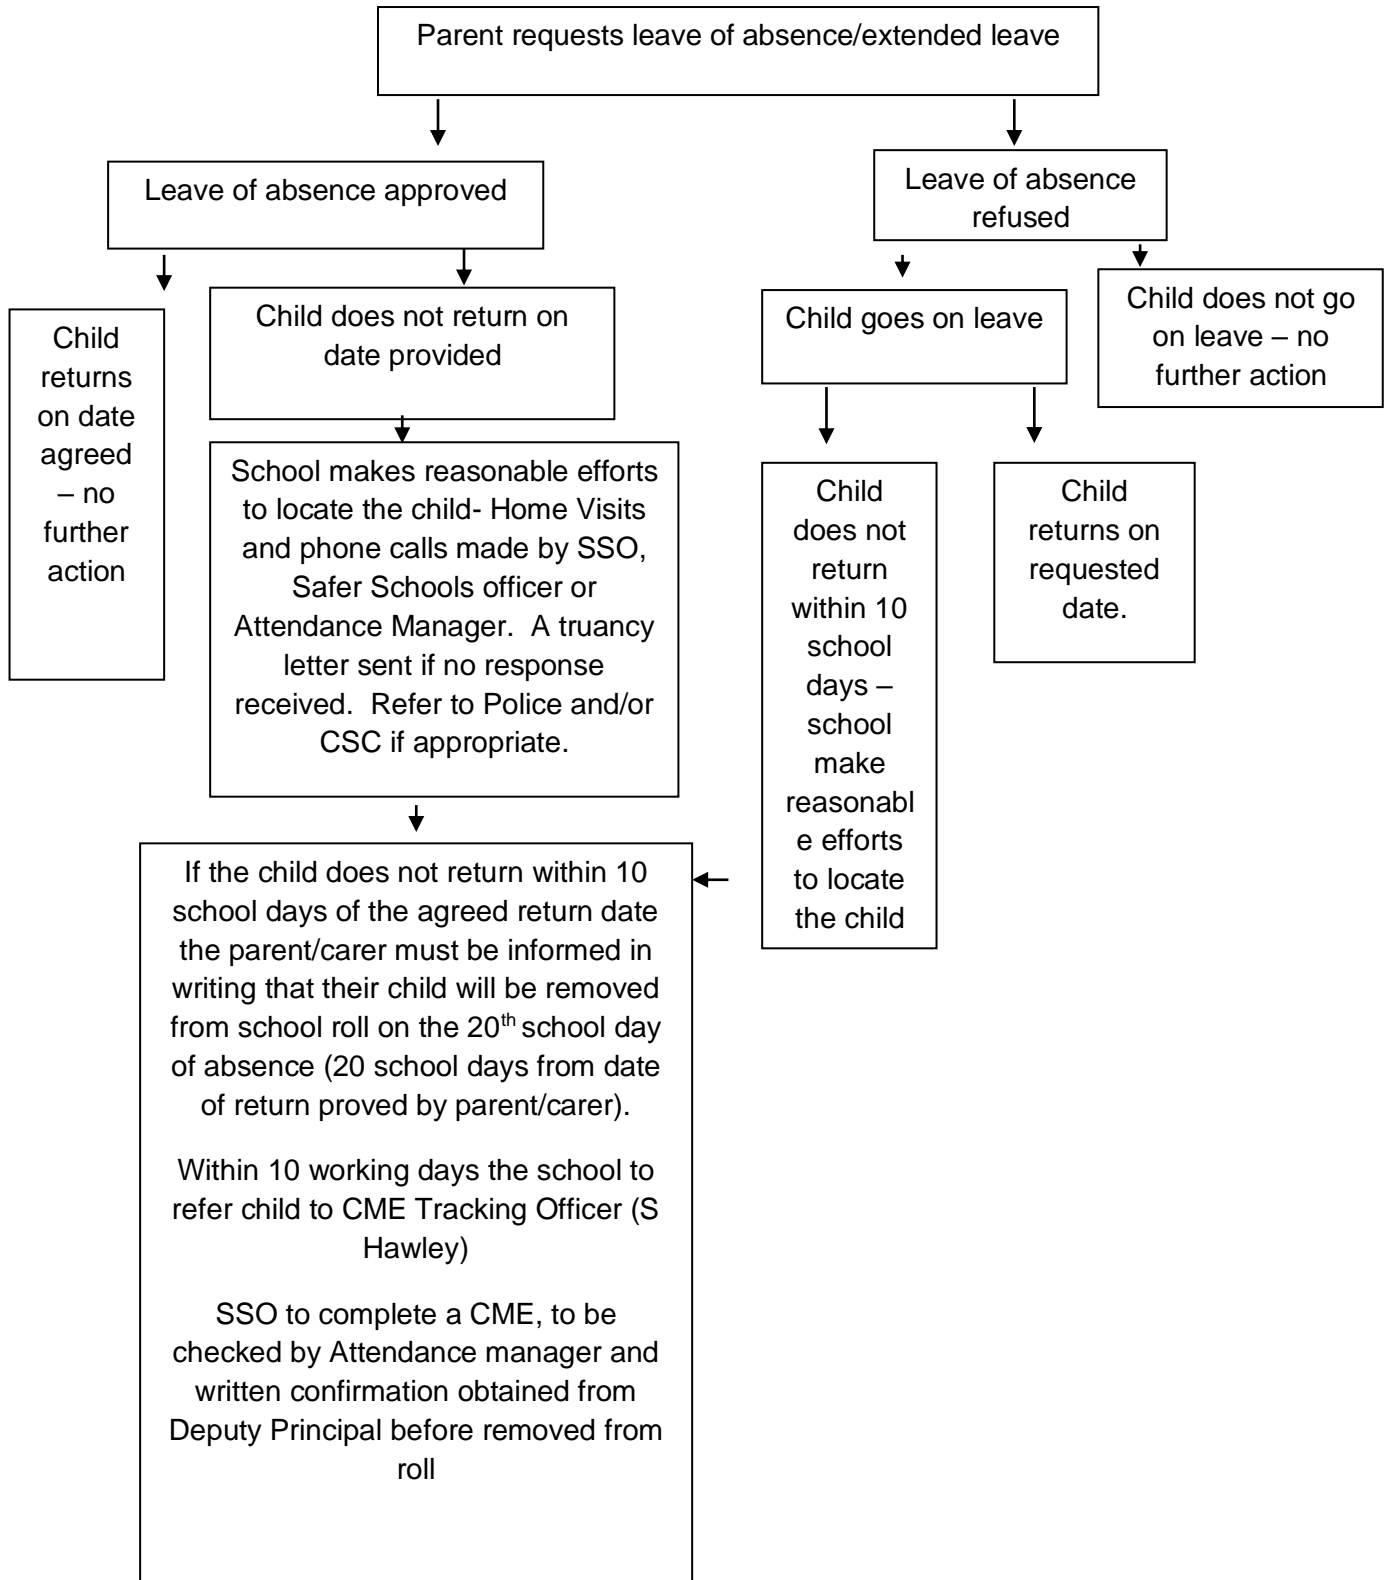 Parent requests leave of absence/extended leave
Leave of absence approved
Leave of absence
refused
Child
returns
on date
agreed
– no
further
action
Child does not return on
date provided
Child goes on leave
Child does not go
on leave – no
further action
School makes reasonable efforts
to locate the child- Home Visits
and phone calls made by SSO,
Safer Schools officer or
Attendance Manager.  A truancy
letter sent if no response
received.  Refer to Police and/or
CSC if appropriate.
Child
does not
return
within 10
school
days –
school
make
reasonabl
e efforts
to locate
the child
Child
returns on
requested
date.
If the child does not return within 10
school days of the agreed return date
the parent/carer must be informed in
writing that their child will be removed
from school roll on the 20th school day
of absence (20 school days from date
of return proved by parent/carer).
Within 10 working days the school to
refer child to CME Tracking Officer (S
Hawley)
SSO to complete a CME, to be
checked by Attendance manager and
written confirmation obtained from
Deputy Principal before removed from
roll